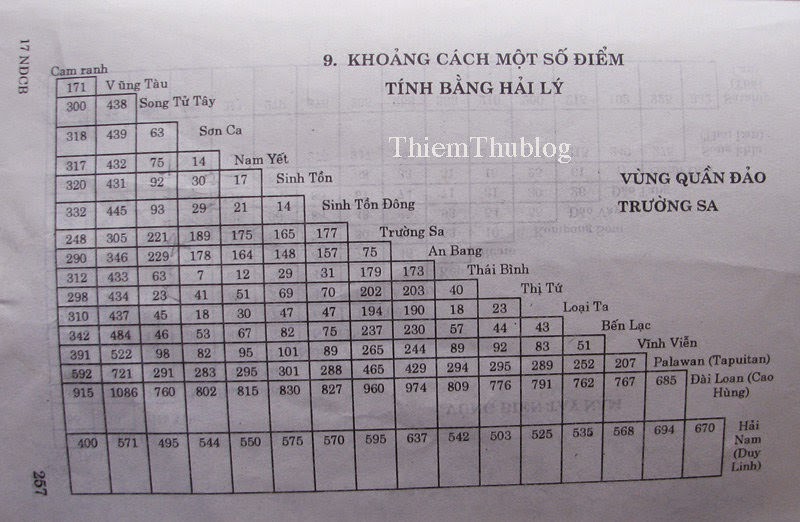 17 NDCB
9. KHOẢNG CÁCH MỘT SỐ ĐIỂM
TÍNH BẰNG HẢI LÝ
ThiemThublog
VÙNG QUẦN ĐẢO
TRƯỜNG SA
Cam ranh
171 Vũng Tàu
300 438 Song Tử Tây
318 439 63 Sơn Ca
317 432 75 14 Nam Yết
320 431 92 30 17 Sinh Tồn
332 445 93 29 21 14 Sinh Tồn Đông
248 305 221 189 175 165 177 Trường Sa
290 346 229 178 164 148 157 75 An Bang
312 433 63 7 12 29 31 179 173 Thái Bình
298 434 23 41 51 69 70 202 203 40 Thị Tứ
310 437 45 18 30 47 47 194 190 18 23 Loại Ta
342 484 46 53 67 82 75 237 230 57 44 43 Bến Lạc
391 522 98 82 95 101 89 265 244 89 92 83 51 Vĩnh Viễn
592 721 291 283 295 301 288 465 429 294 295 289 252 207 Palawan (Tapuitan)
915 1086 760 802 815 830 827 960 974 809 776 791 762 767 685 Đài Loan (Cao
Hùng)
400 571 495 544 550 575 570 595 637 542 503 525 535 568 694 670 Hải
Nam
(Duy
Linh)
257